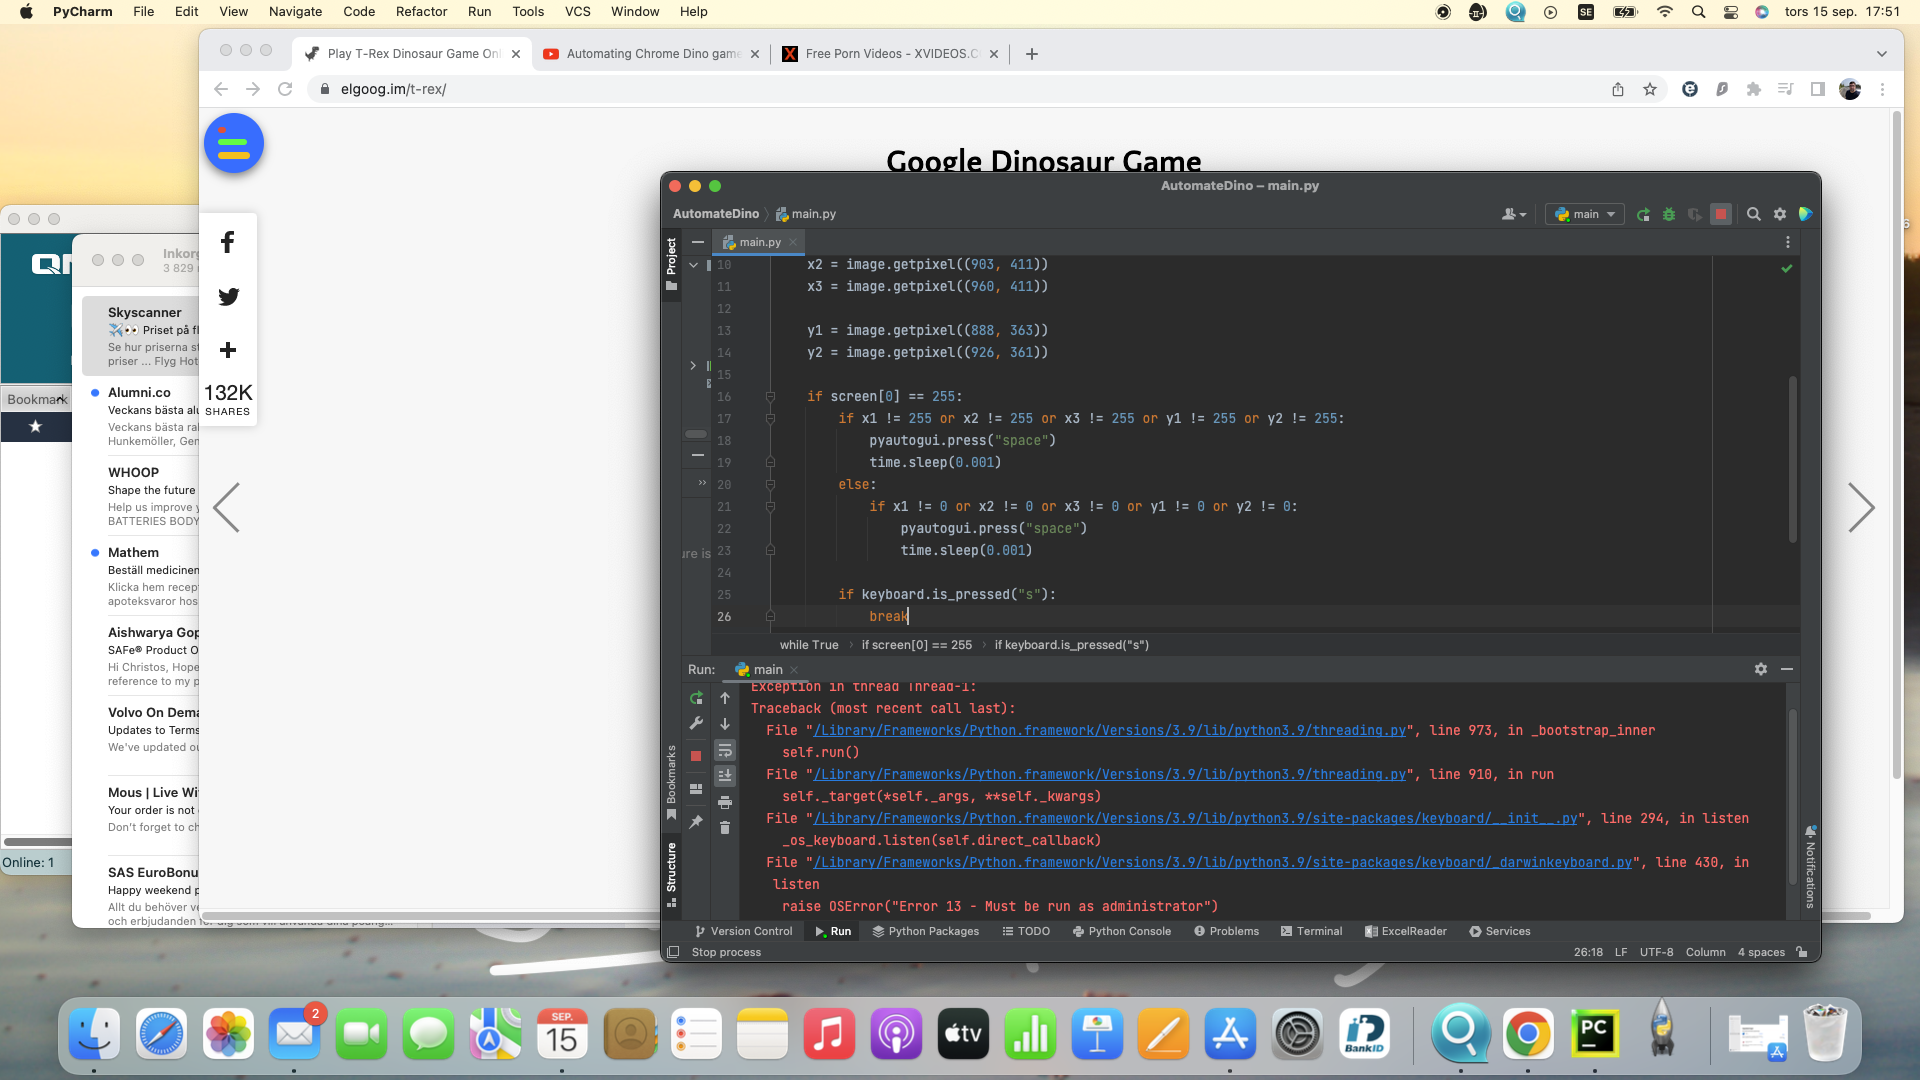 PyCharm File Edit View Navigate Code Refactor Run Tools VCS Window Help
SE
tors 15 sep. 17:51
Play T-Rex Dinosaur Game Onl
Automating Chrome Dino game
Free Porn Videos - XVIDEOS.C
elgoog.im/t-rex/
Google Dinosaur Game
132K
SHARES
Bookmark
Online: 1
Inkorg
3 829
Skyscanner
Priset på fl
Se hur priserna st
priser ... Flyg Hot
Alumni.co
Veckans bästa alu
Veckans bästa ral
Hunkemöller, Gen
WHOOP
Shape the future
Help us improve y
BATTERIES BODY
Mathem
Beställ medicinen
Klicka hem recept
apoteksvaror hos
Aishwarya Gop
SAFe® Product O
Hi Christos, Hope
reference to my p
Volvo On Dema
Updates to Terms
We've updated ou
Mous | Live Wi
Your order is not
Don't forget to ch
SAS EuroBonu
Happy weekend p
Allt du behöver ve
och erbjudanden
AutomateDino – main.py
AutomateDino main.py
main
Project
main.py
10 x2 = image.getpixel((903, 411))
11 x3 = image.getpixel((960, 411))
12
13 y1 = image.getpixel((888, 363))
14 y2 = image.getpixel((926, 361))
15
16 if screen[0] == 255:
17 if x1 != 255 or x2 != 255 or x3 != 255 or y1 != 255 or y2 != 255:
18 pyautogui.press("space")
19 time.sleep(0.001)
20 else:
21 if x1 != 0 or x2 != 0 or x3 != 0 or y1 != 0 or y2 != 0:
22 pyautogui.press("space")
23 time.sleep(0.001)
24
25 if keyboard.is_pressed("s"):
26 break
ure is
while True if screen[0] == 255 if keyboard.is_pressed("s")
Run: main
Exception in thread Thread-1:
Traceback (most recent call last):
File "/Library/Frameworks/Python.framework/Versions/3.9/lib/python3.9/threading.py", line 973, in _bootstrap_inner
self.run()
File "/Library/Frameworks/Python.framework/Versions/3.9/lib/python3.9/threading.py", line 910, in run
self._target(*self._args, **self._kwargs)
File "/Library/Frameworks/Python.framework/Versions/3.9/lib/python3.9/site-packages/keyboard/__init__.py", line 294, in listen
_os_keyboard.listen(self.direct_callback)
File "/Library/Frameworks/Python.framework/Versions/3.9/lib/python3.9/site-packages/keyboard/_darwinkeyboard.py", line 430, in
listen
raise OSError("Error 13 - Must be run as administrator")
Bookmarks
Structure
Notifications
Version Control Run Python Packages TODO Python Console Problems Terminal ExcelReader Services
Stop process
26:18 LF UTF-8 Column 4 spaces
2
SEP.
15
tv
BankID
PC